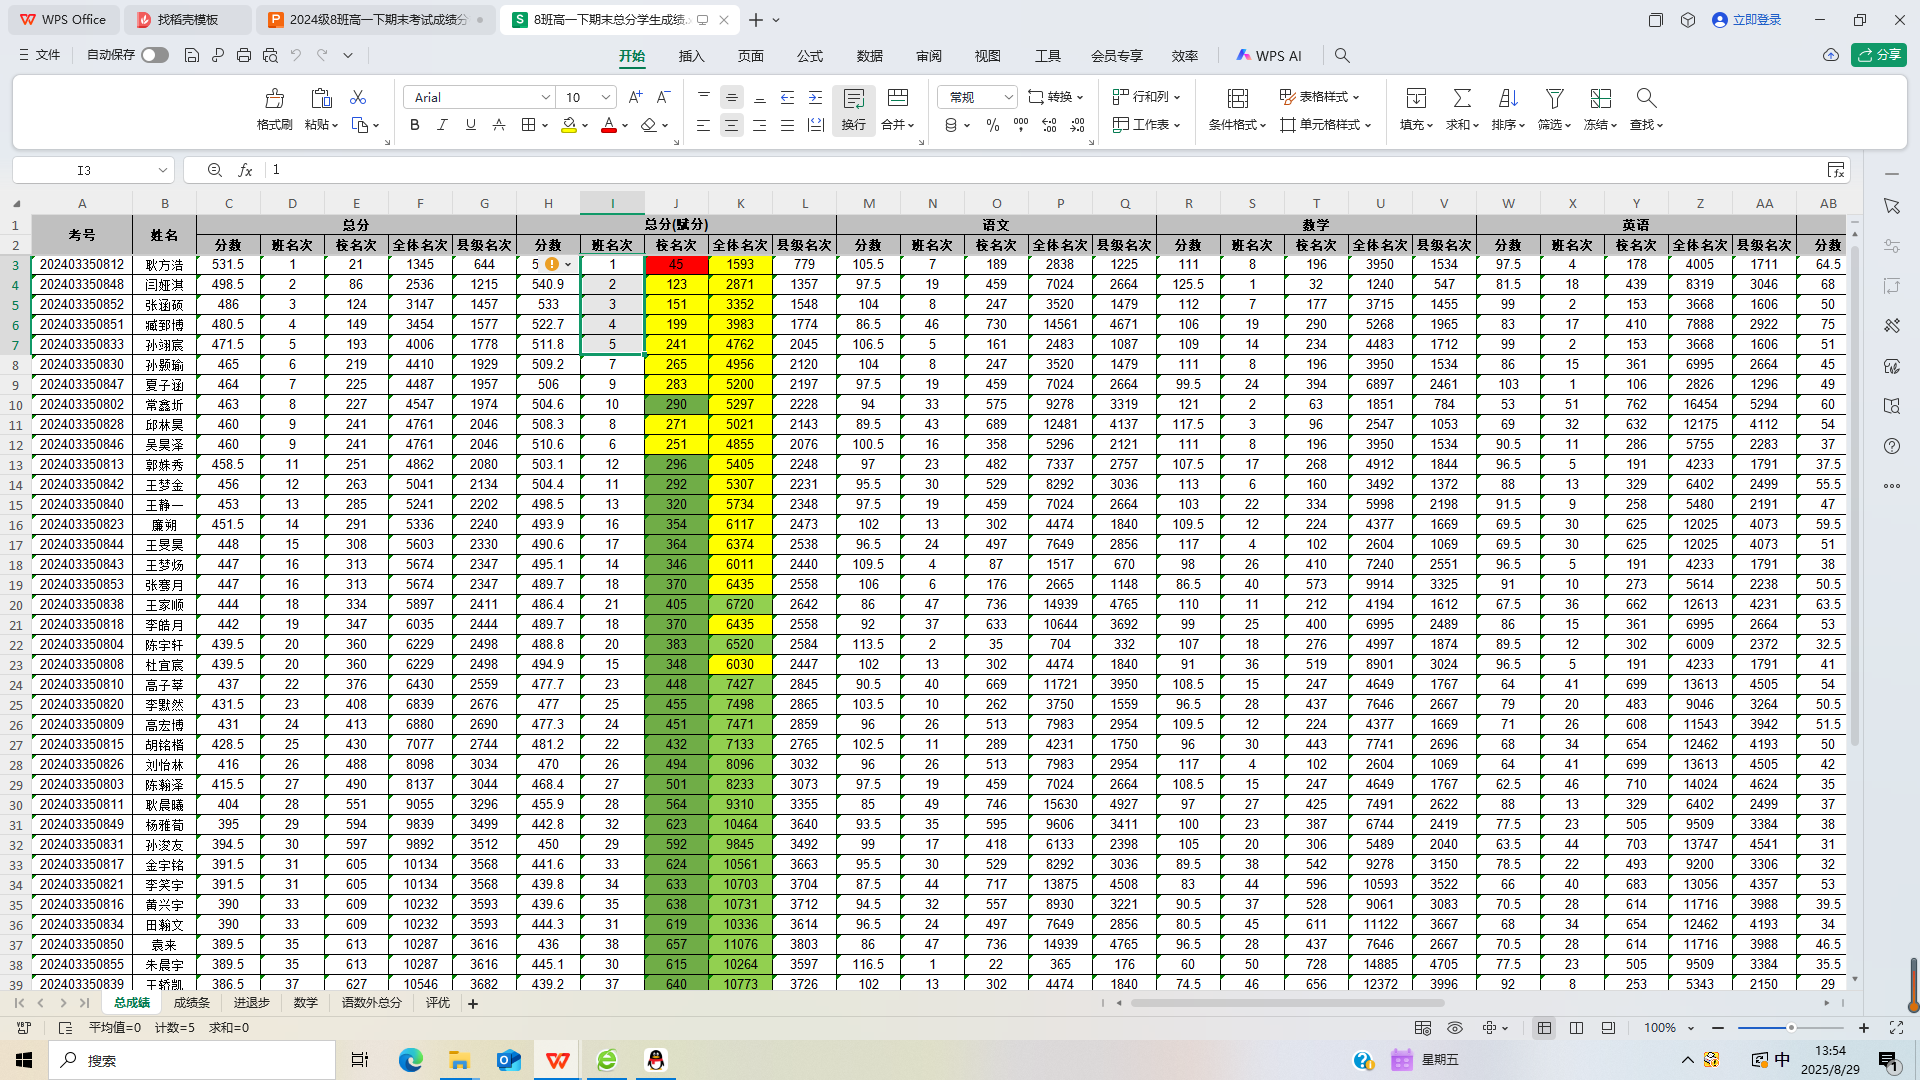 WPS Office 找稻壳模板 2024级8班高一下期末考试成绩分 8班高一下期末总分学生成绩. 立即登录
文件 自动保存 开始 插入 页面 公式 数据 审阅 视图 工具 会员专享 效率 WPS AI 分享
Arial 10 A+ A- 常规 转换 行和列 表格样式
格式刷 粘贴 B I U A 换行 合并 % 工作表 条件格式 单元格样式 填充 求和 排序 筛选 冻结 查找
I3 fx 1
A B C D E F G H I J K L M N O P Q R S T U V W X Y Z AA AB
1 考号 姓名 总分 总分(赋分) 语文 数学 英语
2 分数 班名次 校名次 全体名次 县级名次 分数 班名次 校名次 全体名次 县级名次 分数 班名次 校名次 全体名次 县级名次 分数 班名次 校名次 全体名次 县级名次 分数 班名次 校名次 全体名次 县级名次 分数
3 202403350812 耿方浩 531.5 1 21 1345 644 5 1 45 1593 779 105.5 7 189 2838 1225 111 8 196 3950 1534 97.5 4 178 4005 1711 64.5
4 202403350848 闫娅淇 498.5 2 86 2536 1215 540.9 2 123 2871 1357 97.5 19 459 7024 2664 125.5 1 32 1240 547 81.5 18 439 8319 3046 68
5 202403350852 张涵硕 486 3 124 3147 1457 533 3 151 3352 1548 104 8 247 3520 1479 112 7 177 3715 1455 99 2 153 3668 1606 50
6 202403350851 臧郅博 480.5 4 149 3454 1577 522.7 4 199 3983 1774 86.5 46 730 14561 4671 106 19 290 5268 1965 83 17 410 7888 2922 75
7 202403350833 孙翊宸 471.5 5 193 4006 1778 511.8 5 241 4762 2045 106.5 5 161 2483 1087 109 14 234 4483 1712 99 2 153 3668 1606 51
8 202403350830 孙颢瑜 465 6 219 4410 1929 509.2 7 265 4956 2120 104 8 247 3520 1479 111 8 196 3950 1534 86 15 361 6995 2664 45
9 202403350847 夏子涵 464 7 225 4487 1957 506 9 283 5200 2197 97.5 19 459 7024 2664 99.5 24 394 6897 2461 103 1 106 2826 1296 49
10 202403350802 常鑫圻 463 8 227 4547 1974 504.6 10 290 5297 2228 94 33 575 9278 3319 121 2 63 1851 784 53 51 762 16454 5294 60
11 202403350828 邱林昊 460 9 241 4761 2046 508.3 8 271 5021 2143 89.5 43 689 12481 4137 117.5 3 96 2547 1053 69 32 632 12175 4112 54
12 202403350846 吴昊泽 460 9 241 4761 2046 510.6 6 251 4855 2076 100.5 16 358 5296 2121 111 8 196 3950 1534 90.5 11 286 5755 2283 37
13 202403350813 郭姝秀 458.5 11 251 4862 2080 503.1 12 296 5405 2248 97 23 482 7337 2757 107.5 17 268 4912 1844 96.5 5 191 4233 1791 37.5
14 202403350842 王梦金 456 12 263 5041 2134 504.4 11 292 5307 2231 95.5 30 529 8292 3036 113 6 160 3492 1372 88 13 329 6402 2499 55.5
15 202403350840 王静一 453 13 285 5241 2202 498.5 13 320 5734 2348 97.5 19 459 7024 2664 103 22 334 5998 2198 91.5 9 258 5480 2191 47
16 202403350823 廉朔 451.5 14 291 5336 2240 493.9 16 354 6117 2473 102 13 302 4474 1840 109.5 12 224 4377 1669 69.5 30 625 12025 4073 59.5
17 202403350844 王旻昊 448 15 308 5603 2330 490.6 17 364 6374 2538 96.5 24 497 7649 2856 117 4 102 2604 1069 69.5 30 625 12025 4073 51
18 202403350843 王梦炀 447 16 313 5674 2347 495.1 14 346 6011 2440 109.5 4 87 1517 670 98 26 410 7240 2551 96.5 5 191 4233 1791 38
19 202403350853 张骞月 447 16 313 5674 2347 489.7 18 370 6435 2558 106 6 176 2665 1148 86.5 40 573 9914 3325 91 10 273 5614 2238 50.5
20 202403350838 王家顺 444 18 334 5897 2411 486.4 21 405 6720 2642 86 47 736 14939 4765 110 11 212 4194 1612 67.5 36 662 12613 4231 63.5
21 202403350818 李皓月 442 19 347 6035 2444 489.7 18 370 6435 2558 92 37 633 10644 3692 99 25 400 6995 2489 86 15 361 6995 2664 53
22 202403350804 陈宇轩 439.5 20 360 6229 2498 488.8 20 383 6520 2584 113.5 2 35 704 332 107 18 276 4997 1874 89.5 12 302 6009 2372 32.5
23 202403350808 杜宜宸 439.5 20 360 6229 2498 494.9 15 348 6030 2447 102 13 302 4474 1840 91 36 519 8901 3024 96.5 5 191 4233 1791 41
24 202403350810 高子莘 437 22 376 6430 2559 477.7 23 448 7427 2845 90.5 40 669 11721 3950 108.5 15 247 4649 1767 64 41 699 13613 4505 54
25 202403350820 李默然 431.5 23 408 6839 2676 477 25 455 7498 2865 103.5 10 262 3750 1559 96.5 28 437 7646 2667 79 20 483 9046 3264 50.5
26 202403350809 高宏博 431 24 413 6880 2690 477.3 24 451 7471 2859 96 26 513 7983 2954 109.5 12 224 4377 1669 71 26 608 11543 3942 51.5
27 202403350815 胡铭楷 428.5 25 430 7077 2744 481.2 22 432 7133 2765 102.5 11 289 4231 1750 96 30 443 7741 2696 68 34 654 12462 4193 50
28 202403350826 刘怡林 416 26 488 8098 3034 470 26 494 8096 3032 96 26 513 7983 2954 117 4 102 2604 1069 64 41 699 13613 4505 42
29 202403350803 陈瀚泽 415.5 27 490 8137 3044 468.4 27 501 8233 3073 97.5 19 459 7024 2664 108.5 15 247 4649 1767 62.5 46 710 14024 4624 35
30 202403350811 耿晨曦 404 28 551 9055 3296 455.9 28 564 9310 3355 85 49 746 15630 4927 97 27 425 7491 2622 88 13 329 6402 2499 37
31 202403350849 杨雅荀 395 29 594 9839 3499 442.8 32 623 10464 3640 93.5 35 595 9606 3411 100 23 387 6744 2419 77.5 23 505 9509 3384 38
32 202403350831 孙浚友 394.5 30 597 9892 3512 450 29 592 9845 3492 99 17 418 6133 2398 105 20 306 5489 2040 63.5 44 703 13747 4541 31
33 202403350817 金宇铭 391.5 31 605 10134 3568 441.6 33 624 10561 3663 95.5 30 529 8292 3036 89.5 38 542 9278 3150 78.5 22 493 9200 3306 32
34 202403350821 李笑宇 391.5 31 605 10134 3568 439.8 34 633 10703 3704 87.5 44 717 13875 4508 83 44 596 10593 3522 66 40 683 13056 4357 53
35 202403350816 黄兴宇 390 33 609 10232 3593 439.6 35 638 10731 3712 94.5 32 557 8930 3221 90.5 37 528 9061 3083 70.5 28 614 11716 3988 39.5
36 202403350834 田瀚文 390 33 609 10232 3593 444.3 31 619 10336 3614 96.5 24 497 7649 2856 80.5 45 611 11122 3667 68 34 654 12462 4193 34
37 202403350850 袁来 389.5 35 613 10287 3616 436 38 657 11076 3803 86 47 736 14939 4765 96.5 28 437 7646 2667 70.5 28 614 11716 3988 46.5
38 202403350855 朱晨宇 389.5 35 613 10287 3616 445.1 30 615 10264 3597 116.5 1 22 365 176 60 50 728 14885 4705 77.5 23 505 9509 3384 35.5
39 202403350839 王轿凯 386.5 37 627 10546 3682 439.2 37 640 10773 3726 102 13 302 4474 1840 74.5 46 656 12372 3996 92 8 253 5343 2150 29
总成绩 成绩条 进退步 数学 语数外总分 评优
平均值=0 计数=5 求和=0 100%
搜索 星期五 中 13:54
2025/8/29 1